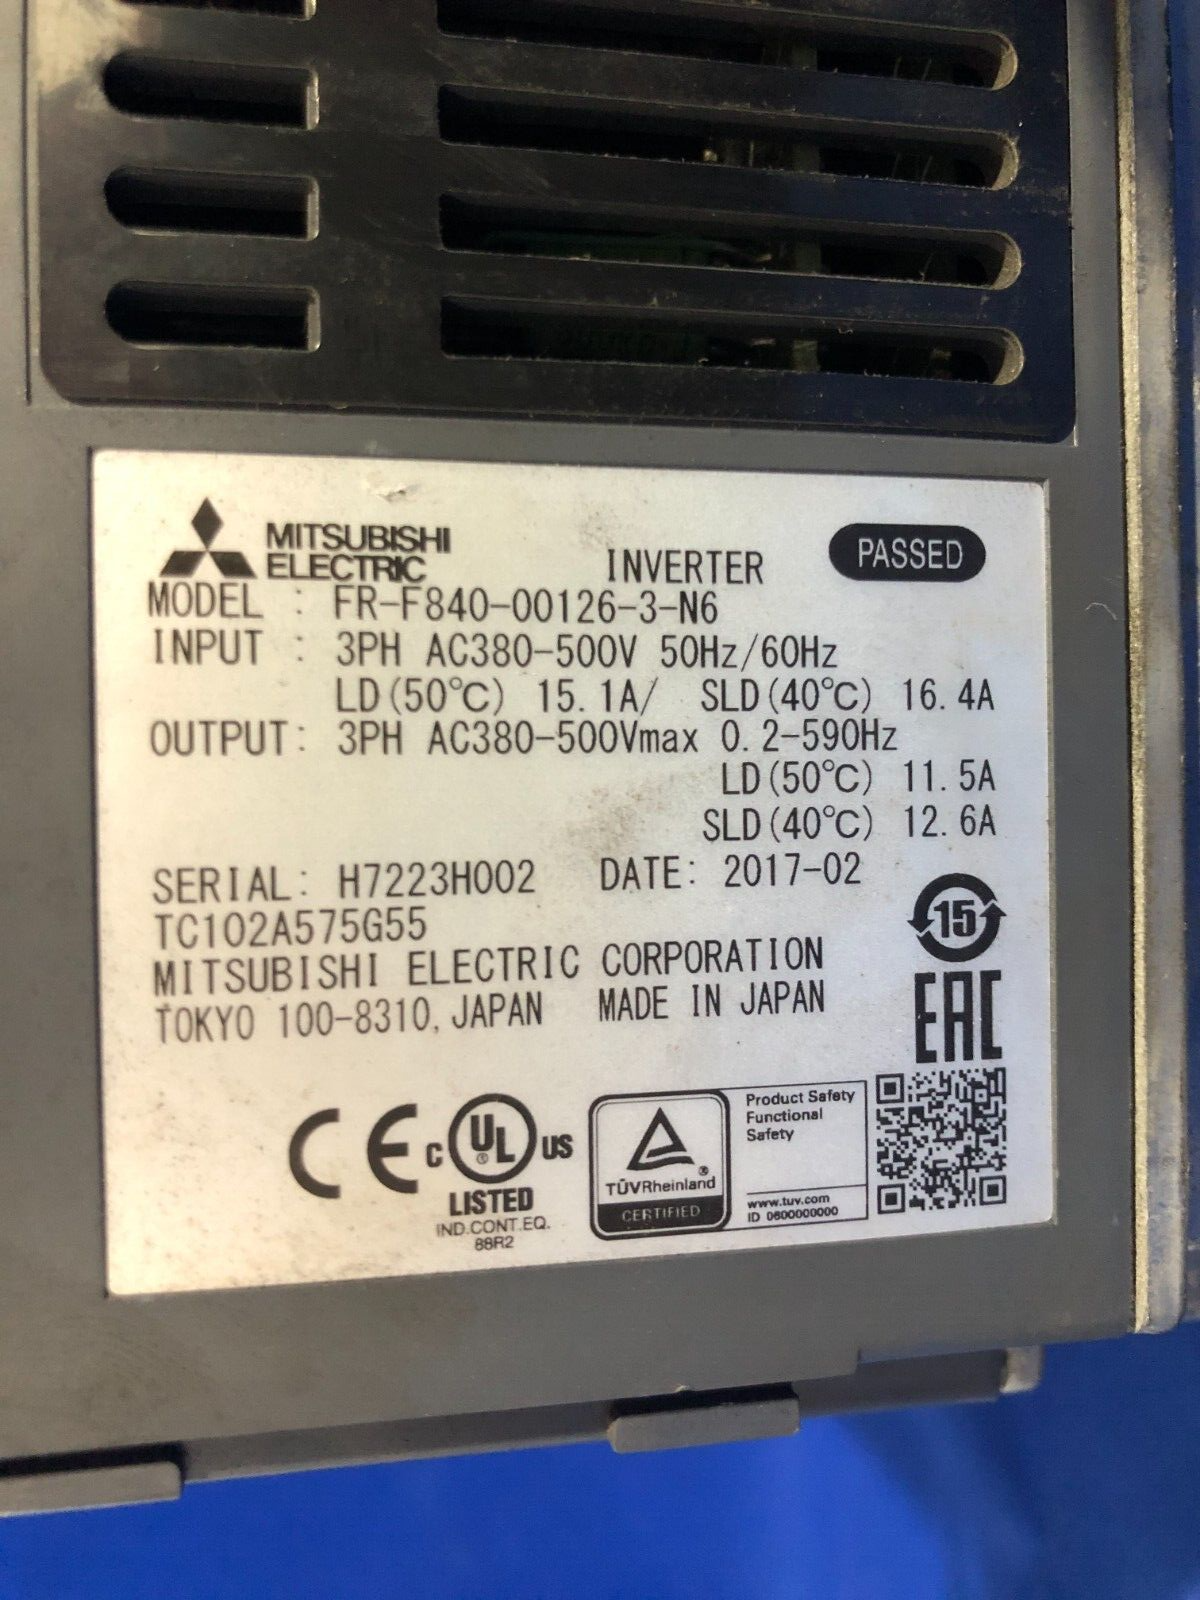 MITSUBISHI
ELECTRIC
INVERTER
PASSED
MODEL : FR-F840-00126-3-N6
INPUT : 3PH AC380-500V 50Hz/60Hz
LD(50℃) 15.1A/ SLD(40℃) 16.4A
OUTPUT: 3PH AC380-500Vmax 0.2-590Hz
LD(50℃) 11.5A
SLD(40℃) 12.6A
SERIAL: H7223H002 DATE: 2017-02
TC102A575G55
MITSUBISHI ELECTRIC CORPORATION
TOKYO 100-8310, JAPAN MADE IN JAPAN
15
EAC
CE
C UL ® US
LISTED
IND.CONT.EQ.
88R2
®
TÜVRheinland
CERTIFIED
Product Safety
Functional
Safety
www.tuv.com
ID 0600000000